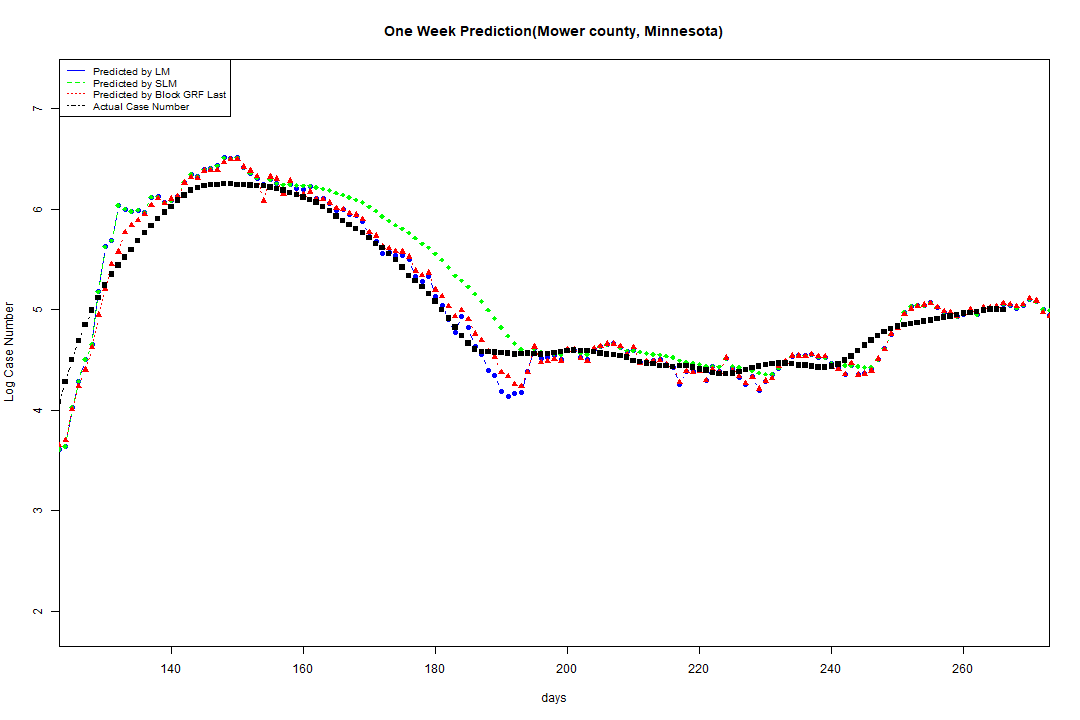 One Week Prediction(Mower county, Minnesota)
Predicted by LM
Predicted by SLM
Predicted by Block GRF Last
Actual Case Number
Log Case Number
7
6
5
4
3
2
140 160 180 200 220 240 260
days